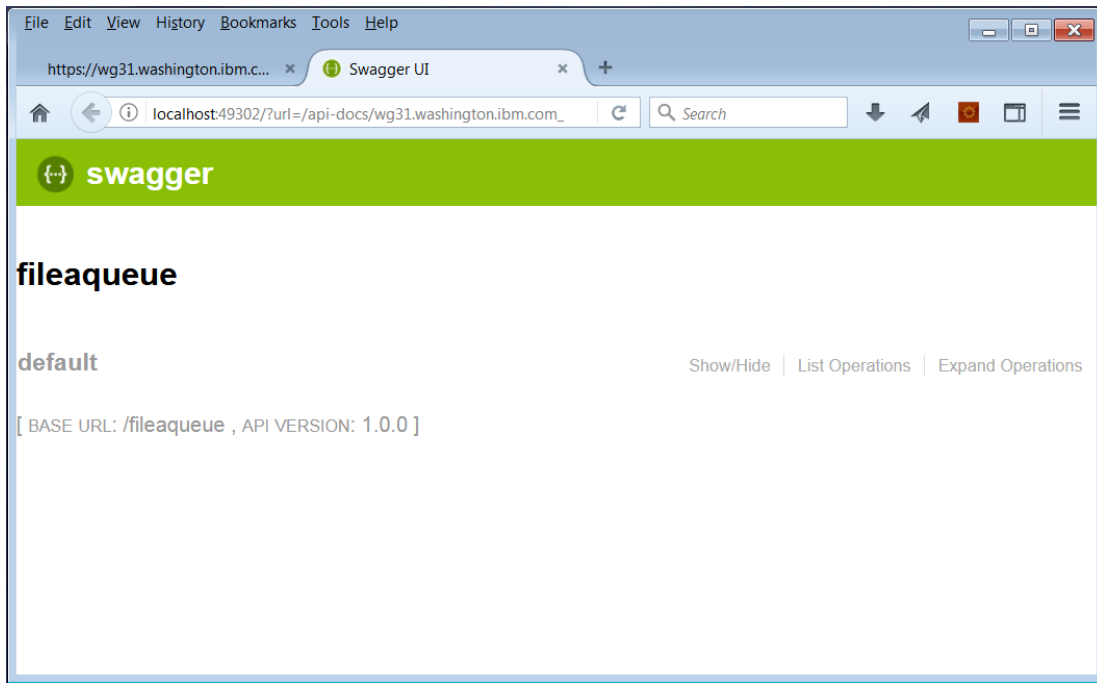 File Edit View History Bookmarks Tools Help
https://wg31.washington.ibm.c... × Swagger UI × +
localhost:49302/?url=/api-docs/wg31.washington.ibm.com_ Search
{···} swagger
fileaqueue
default Show/Hide List Operations Expand Operations
[ BASE URL: /fileaqueue , API VERSION: 1.0.0 ]